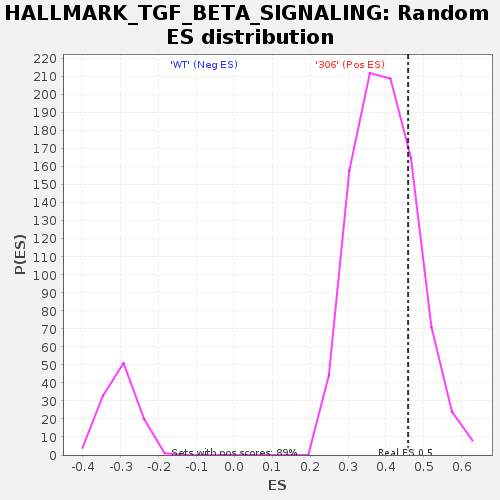 HALLMARK_TGF_BETA_SIGNALING: Random
ES distribution
'WT' (Neg ES)
'306' (Pos ES)
P(ES)
220
210
200
190
180
170
160
150
140
130
120
110
100
90
80
70
60
50
40
30
20
10
0
Sets with pos scores: 89%
Real ES 0.5
-0.4 -0.3 -0.2 -0.1 0.0 0.1 0.2 0.3 0.4 0.5 0.6
ES